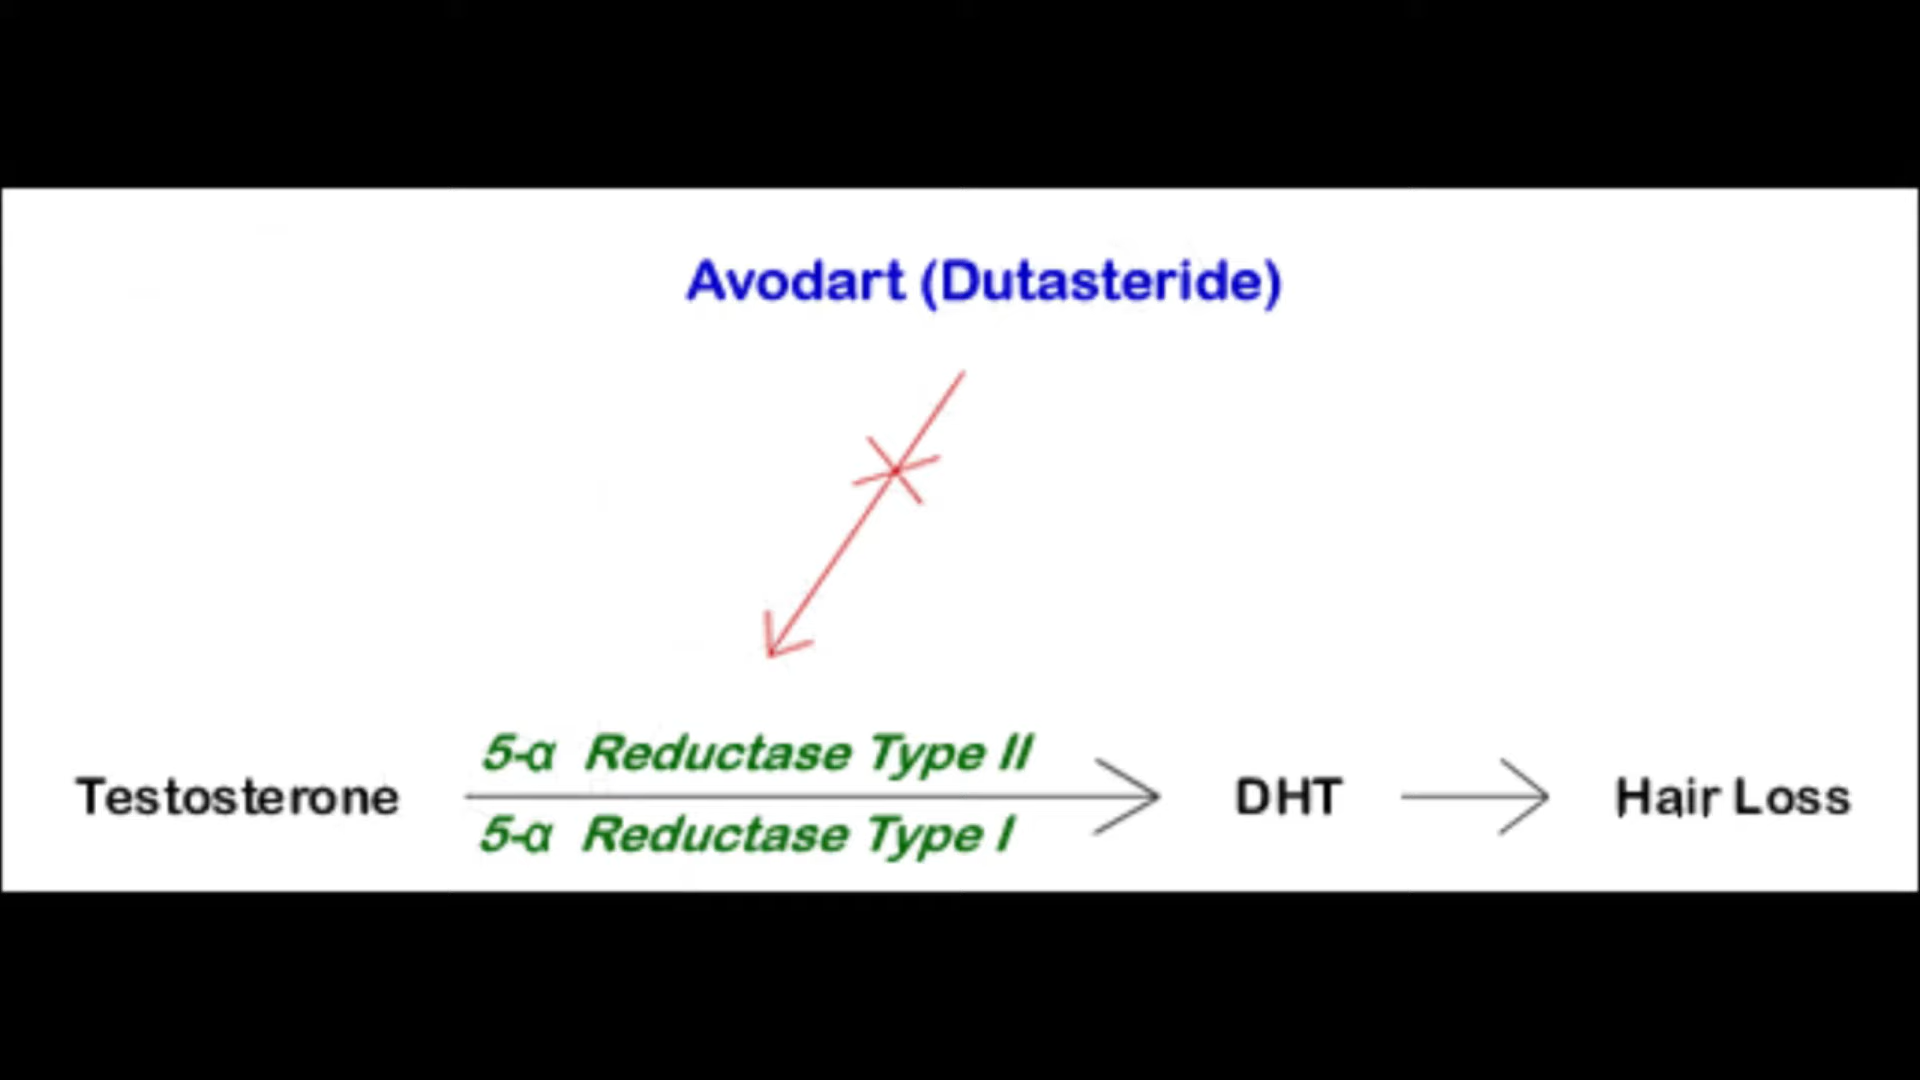 Avodart (Dutasteride)
5-α Reductase Type II
Testosterone DHT Hair Loss
5-α Reductase Type I